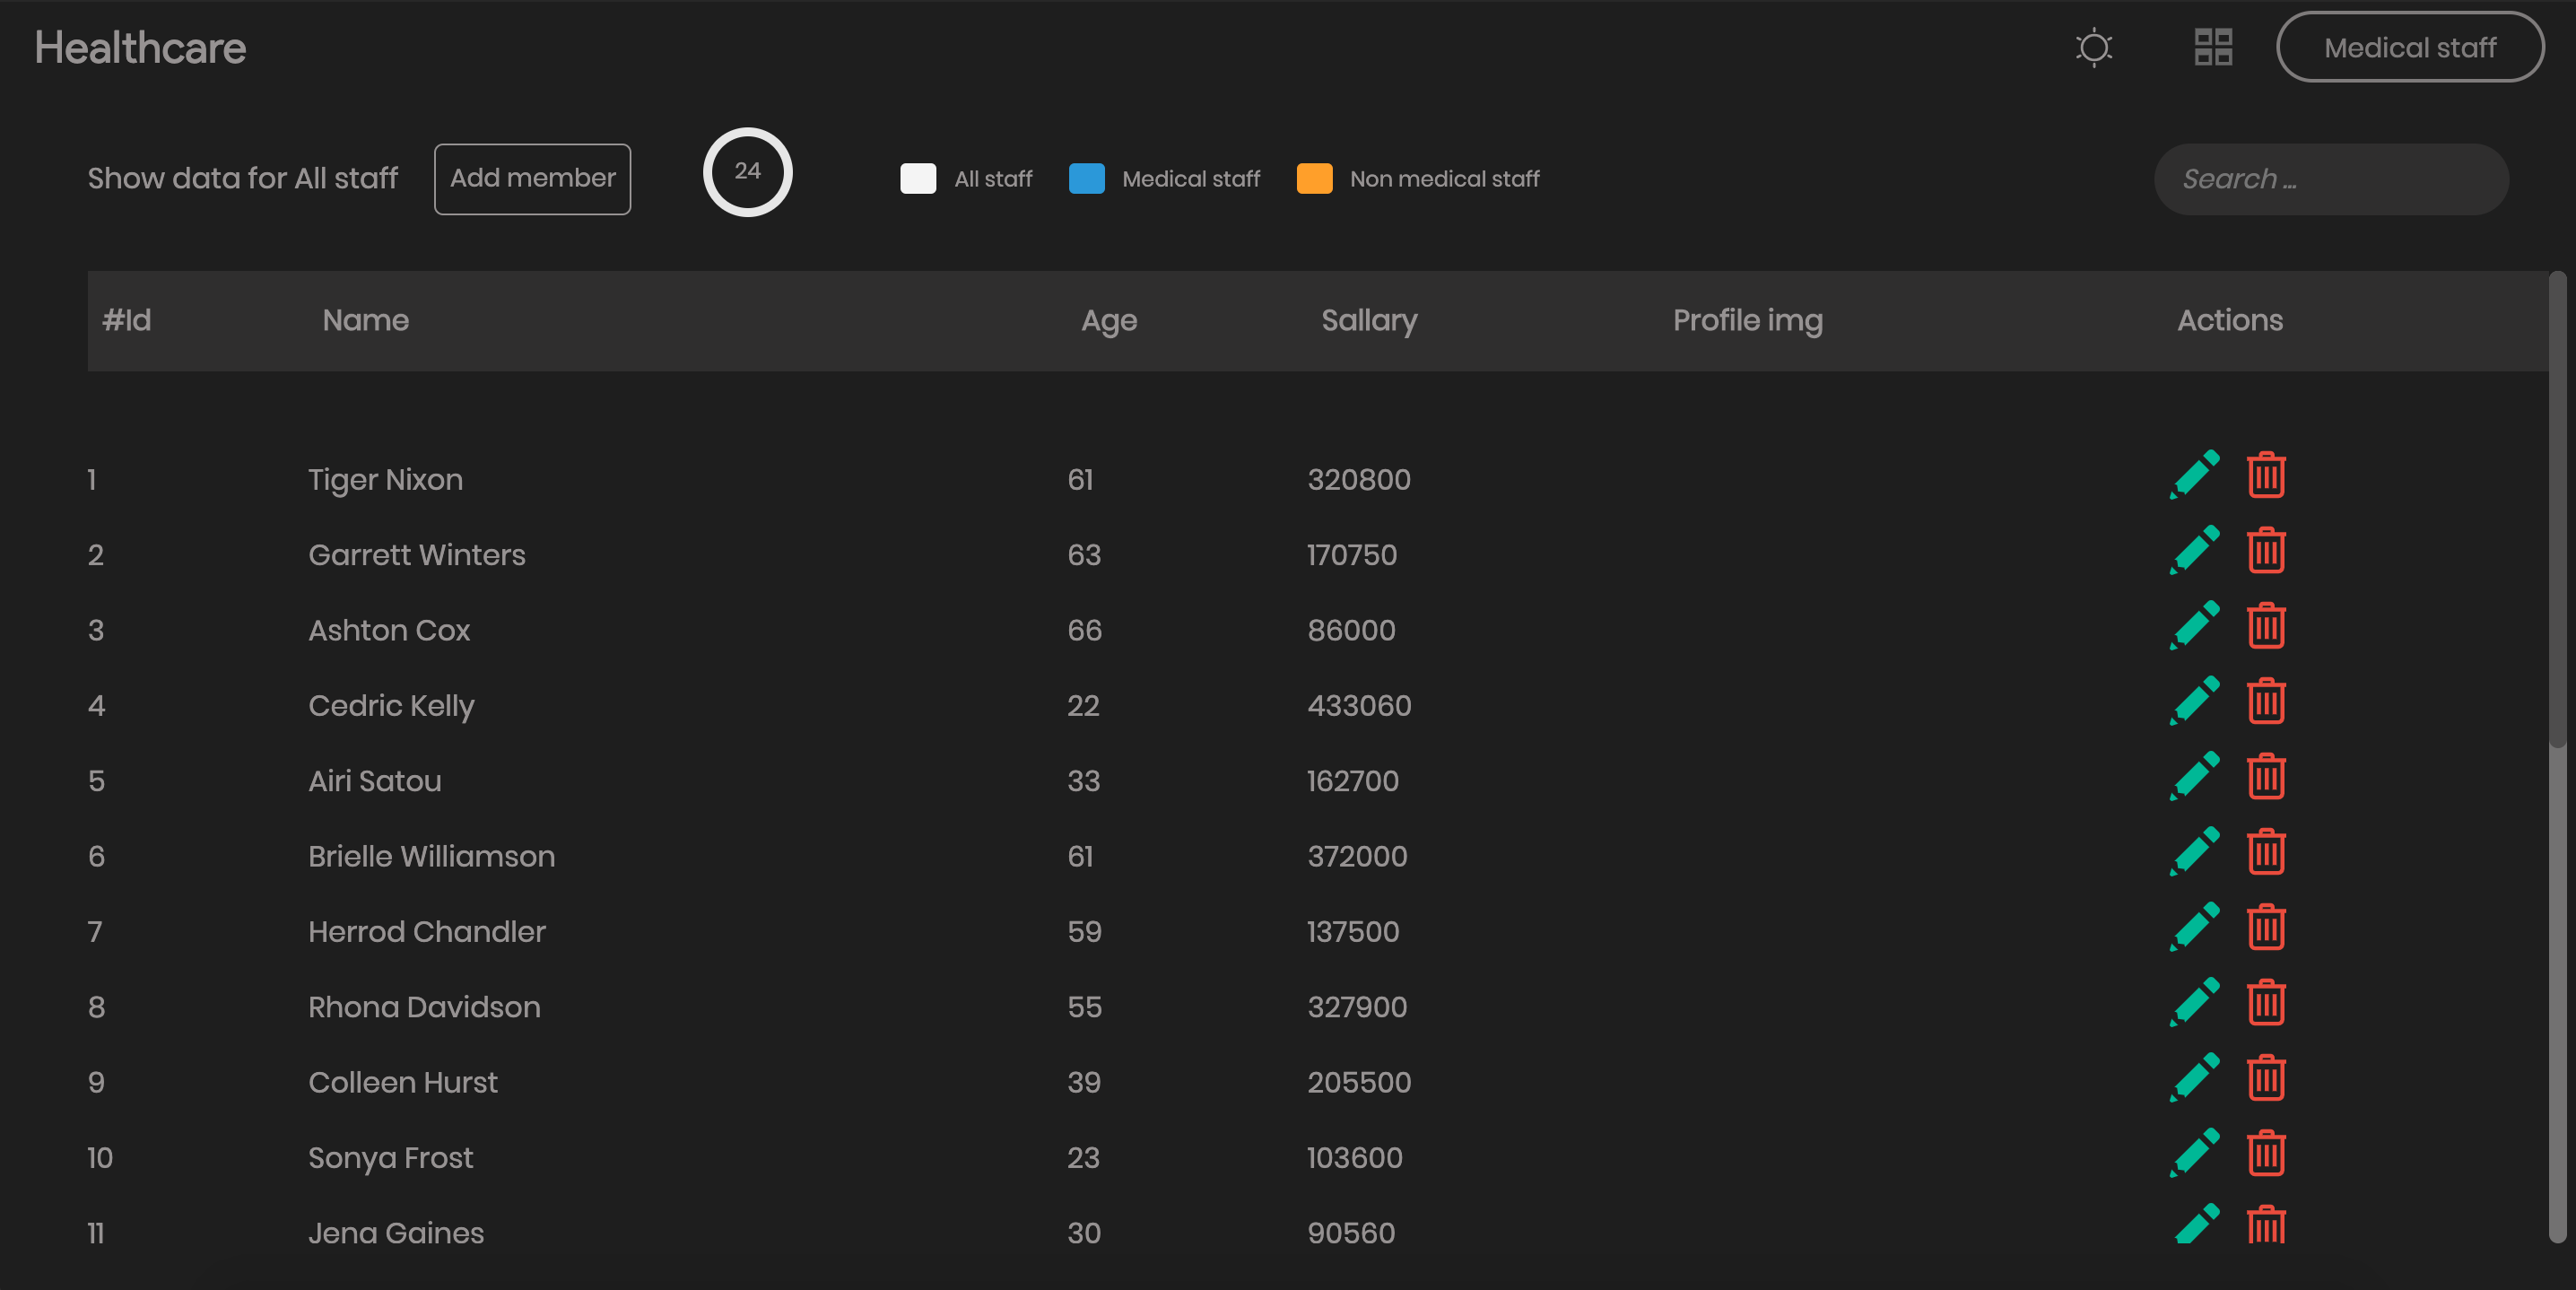 Healthcare
Medical staff
Show data for All staff
Add member
24
All staff
Medical staff
Non medical staff
Search ...
#Id Name Age Sallary Profile img Actions
1 Tiger Nixon 61 320800
2 Garrett Winters 63 170750
3 Ashton Cox 66 86000
4 Cedric Kelly 22 433060
5 Airi Satou 33 162700
6 Brielle Williamson 61 372000
7 Herrod Chandler 59 137500
8 Rhona Davidson 55 327900
9 Colleen Hurst 39 205500
10 Sonya Frost 23 103600
11 Jena Gaines 30 90560